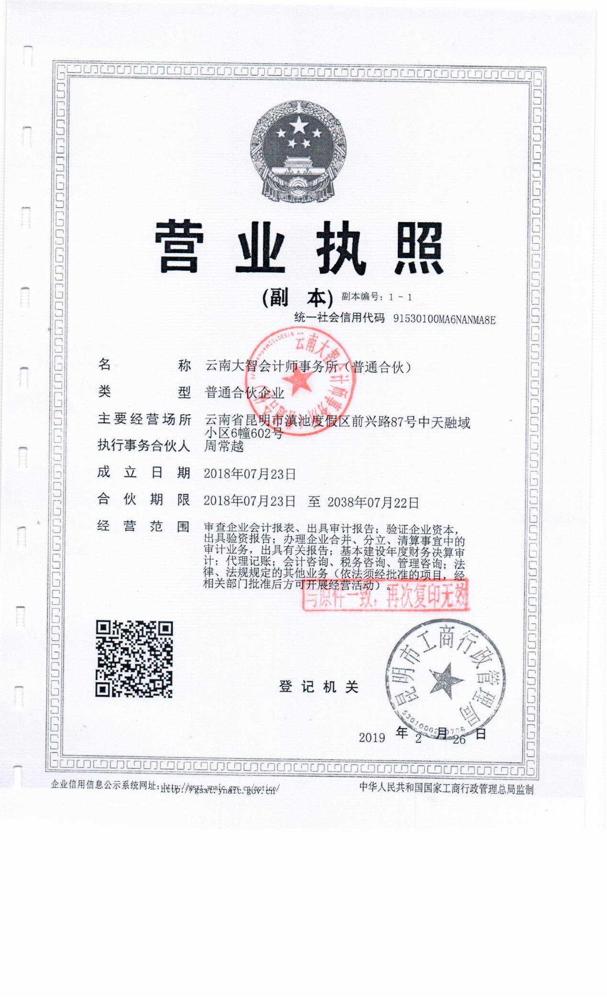 营业执照
(副 本) 副本编号：1-1
统一社会信用代码 91530100MA6NANMA8E
名称 云南大智会计师事务所（普通合伙）
类型 普通合伙企业
主要经营场所 云南省昆明市滇池度假区前兴路87号中天融域
小区6幢602号
执行事务合伙人 周常越
成立日期 2018年07月23日
合伙期限 2018年07月23日 至 2038年07月22日
经营范围 审查企业会计报表、出具审计报告；验证企业资本，
出具验资报告；办理企业合并、分立、清算事宜中的
审计业务，出具有关报告；基本建设年度财务决算审
计；代理记账；会计咨询、税务咨询、管理咨询；法
律、法规规定的其他业务（依法须经批准的项目，经
相关部门批准后方可开展经营活动）。
与原件一致，再次复印无效
云南大智会计师事务所（普通合伙）
昆明市工商行政管理局
登记机关
2019 年 2 月 26 日
企业信用信息公示系统网址：http://gsxt.ynaic.gov.cn/notice/
http://gsxt.ynaic.gov.cn
中华人民共和国国家工商行政管理总局监制